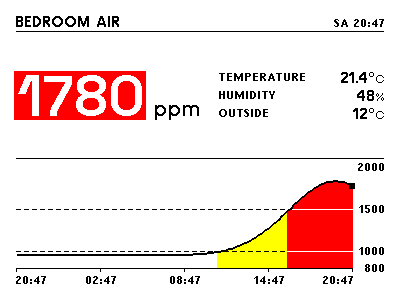 BEDROOM AIR SA 20:47
1780 ppm
TEMPERATURE 21.4°C
HUMIDITY 48%
OUTSIDE 12°C
2000
1500
1000
800
20:47 02:47 08:47 14:47 20:47